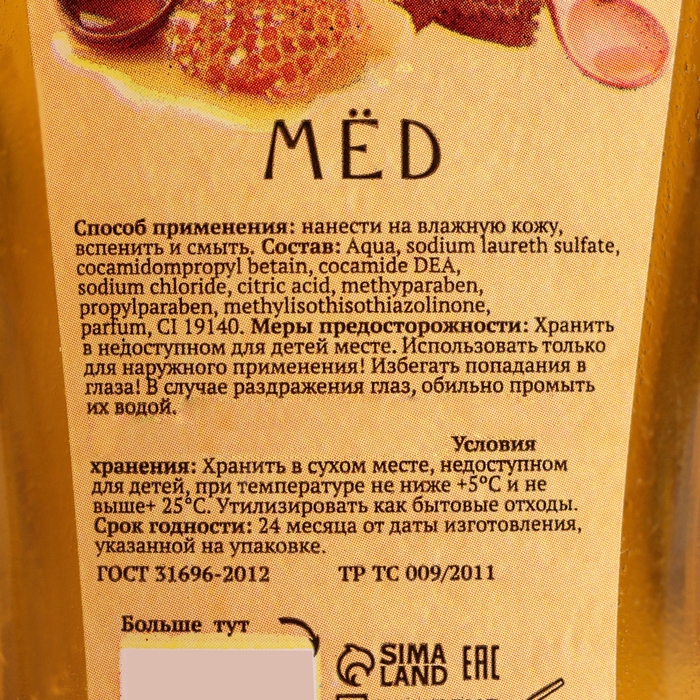 МЁD
Способ применения: нанести на влажную кожу,
вспенить и смыть. Состав: Aqua, sodium laureth sulfate,
cocamidompropyl betain, cocamide DEA,
sodium chloride, citric acid, methyparaben,
propylparaben, methylisothisothiazolinone,
parfum, CI 19140. Меры предосторожности: Хранить
в недоступном для детей месте. Использовать только
для наружного применения! Избегать попадания в
глаза! В случае раздражения глаз, обильно промыть
их водой.
Условия
хранения: Хранить в сухом месте, недоступном
для детей, при температуре не ниже +5°С и не
выше+ 25°С. Утилизировать как бытовые отходы.
Срок годности: 24 месяца от даты изготовления,
указанной на упаковке.
ГОСТ 31696-2012 ТР ТС 009/2011
Больше тут
SIMA
LAND EAC